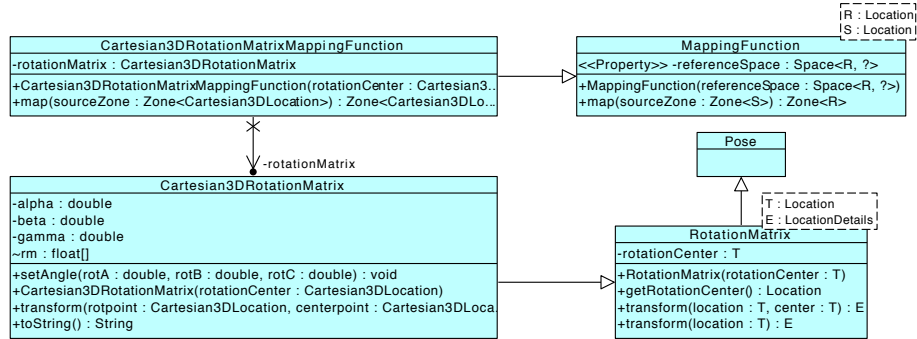 R : Location
S : Location
Cartesian3DRotationMatrixMappingFunction
-rotationMatrix : Cartesian3DRotationMatrix
+Cartesian3DRotationMatrixMappingFunction(rotationCenter : Cartesian3...
+map(sourceZone : Zone<Cartesian3DLocation>) : Zone<Cartesian3DLo...
MappingFunction
<<Property>> -referenceSpace : Space<R, ?>
+MappingFunction(referenceSpace : Space<R, ?>)
+map(sourceZone : Zone<S>) : Zone<R>
-rotationMatrix
Pose
Cartesian3DRotationMatrix
-alpha : double
-beta : double
-gamma : double
~rm : float[]
+setAngle(rotA : double, rotB : double, rotC : double) : void
+Cartesian3DRotationMatrix(rotationCenter : Cartesian3DLocation)
+transform(rotpoint : Cartesian3DLocation, centerpoint : Cartesian3DLoca...
+toString() : String
T : Location
E : LocationDetails
RotationMatrix
-rotationCenter : T
+RotationMatrix(rotationCenter : T)
+getRotationCenter() : Location
+transform(location : T, center : T) : E
+transform(location : T) : E